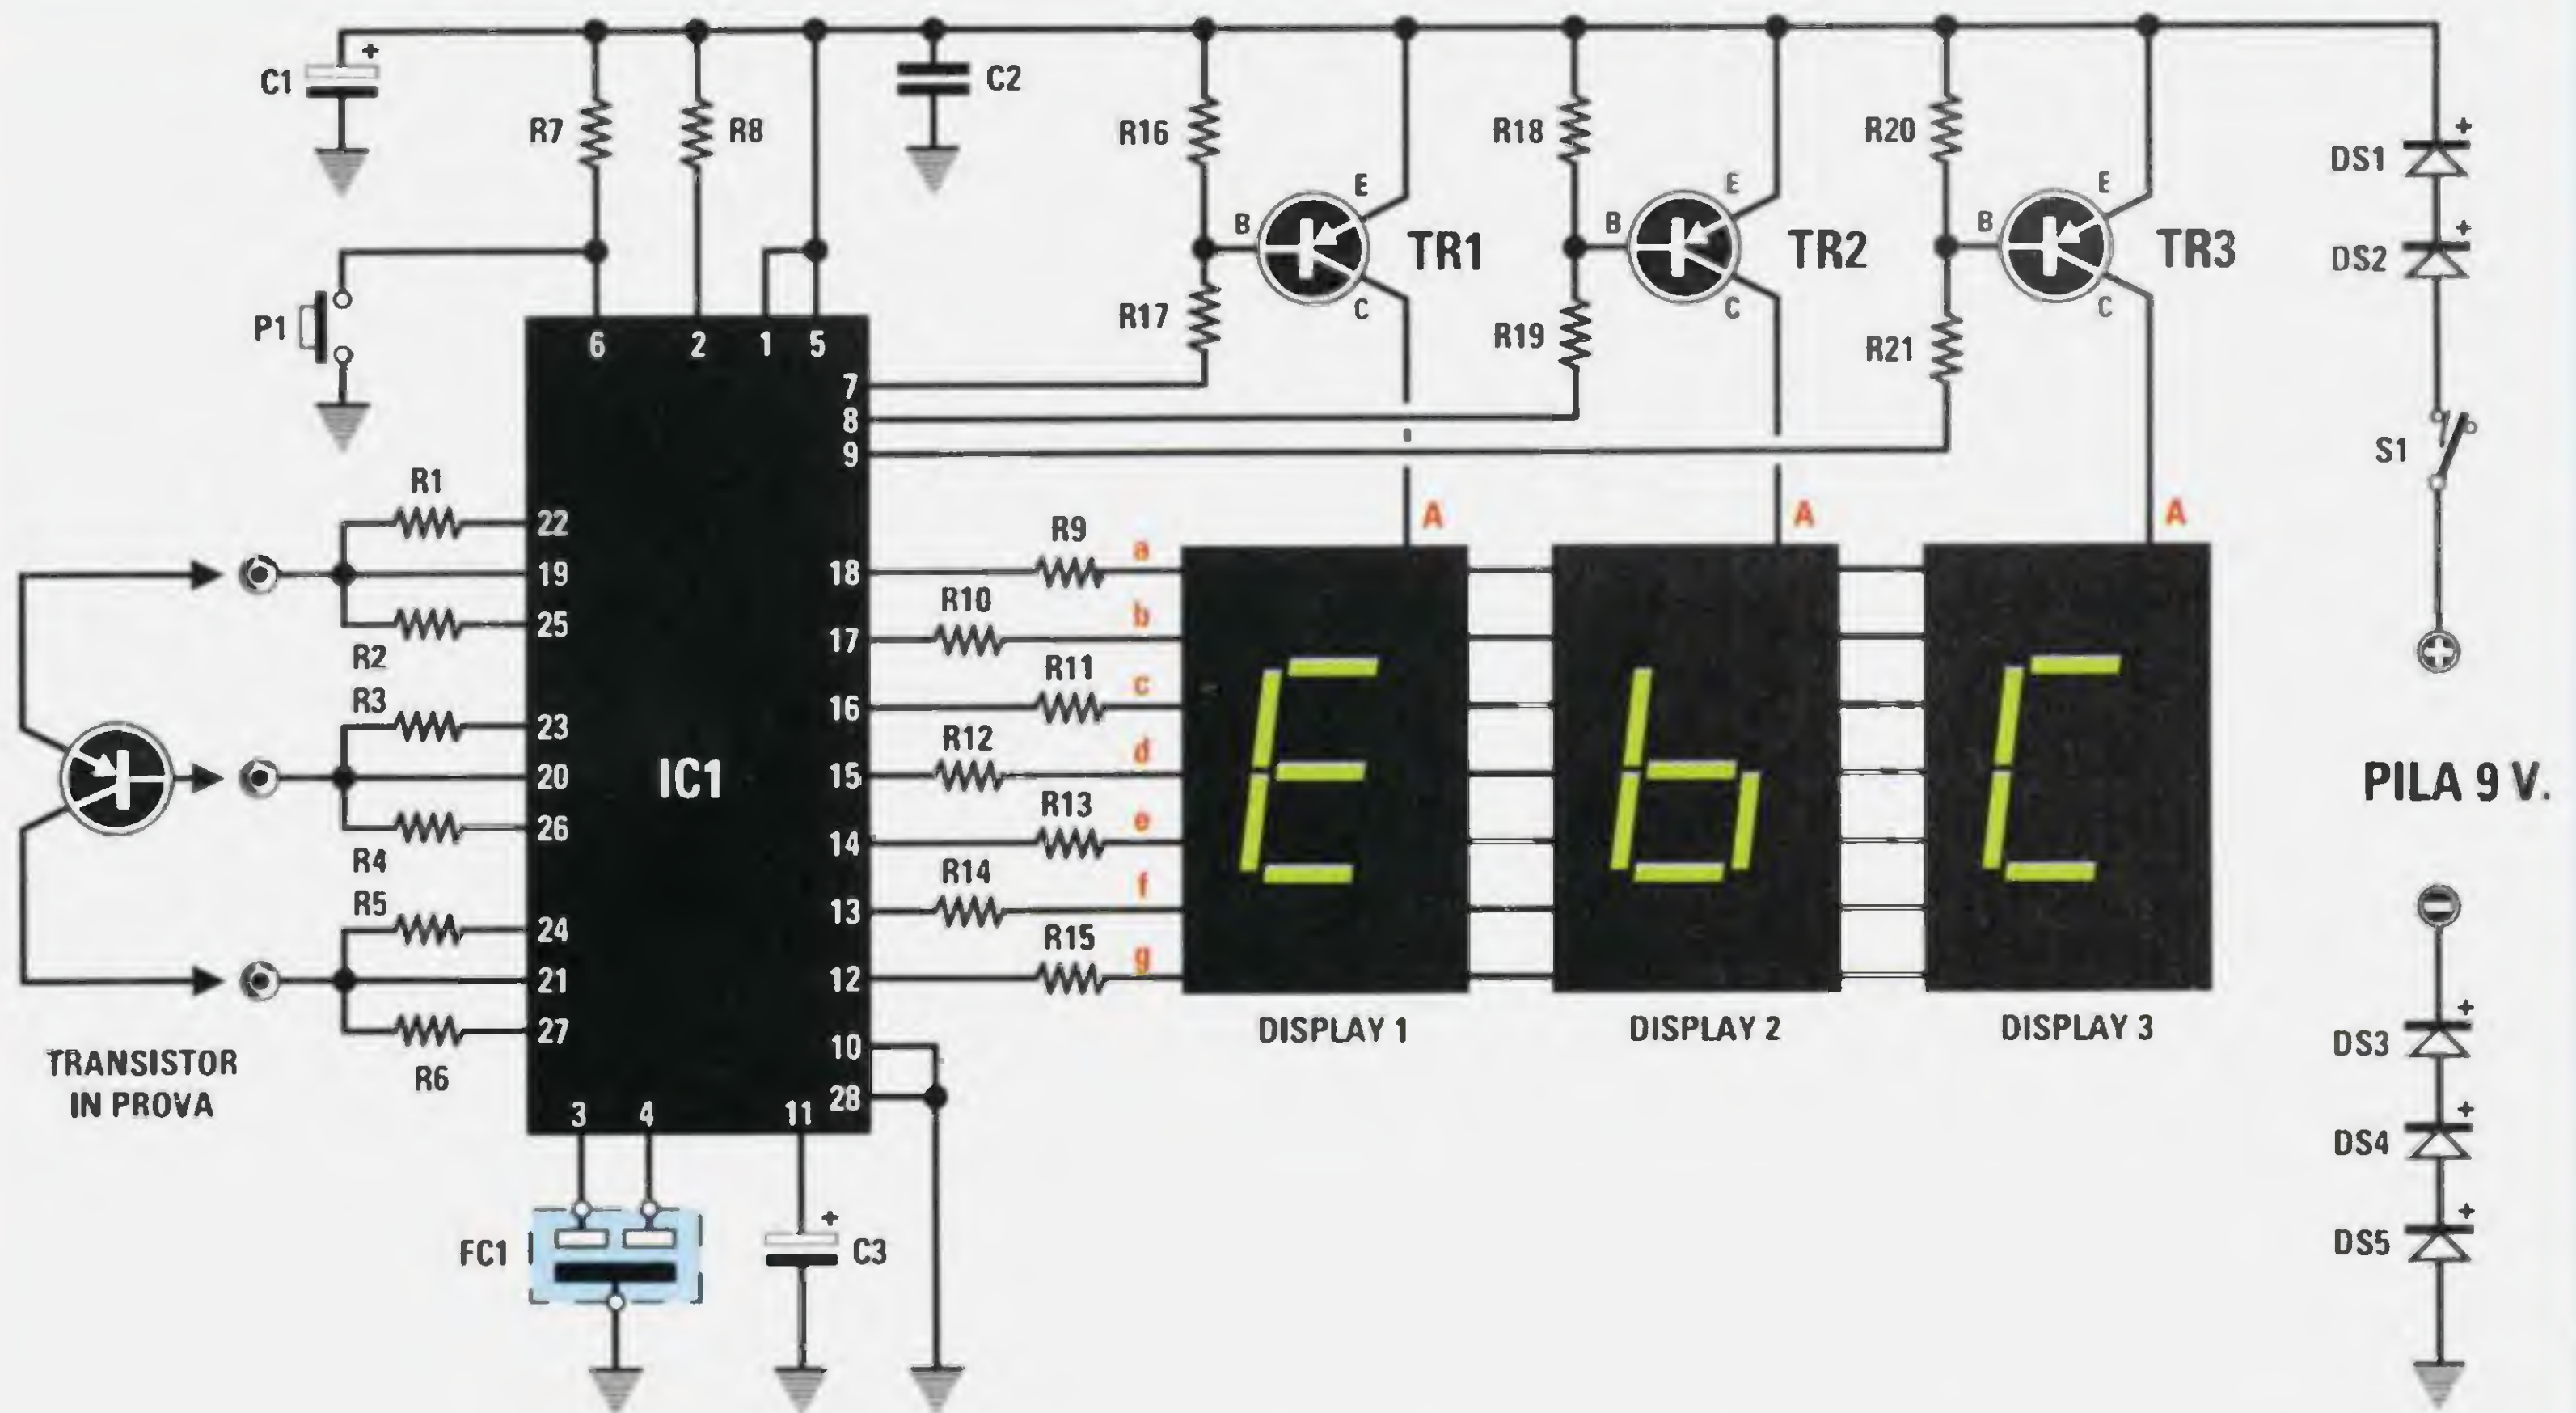 +
C1
R7
R8
C2
R16
R18
R20
+
DS1
+
DS2
B E C TR1
B E C TR2
B E C TR3
R17
R19
R21
P1
6 2 1 5
7
8
9
S1
R1
22
19
25
R2
R3
23
20
26
R4
R5
24
21
27
R6
TRANSISTOR
IN PROVA
IC1
A A A
18 R9 a
17 R10 b
16 R11 c
15 R12 d
14 R13 e
13 R14 f
12 R15 g
10
28
3 4 11
E b C
DISPLAY 1
DISPLAY 2
DISPLAY 3
+
PILA 9 V.
-
+
DS3
+
DS4
+
DS5
FC1
+
C3